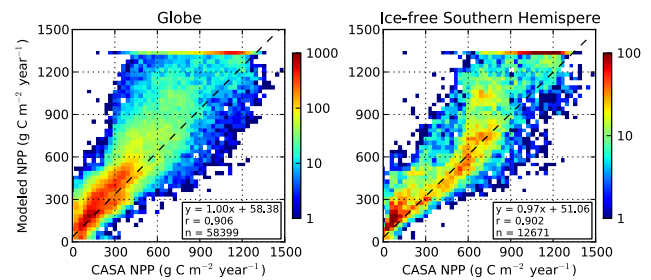 Globe
Modeled NPP (g C m⁻² year⁻¹)
1500
1200
900
600
300
0
0 300 600 900 1200 1500
CASA NPP (g C m⁻² year⁻¹)
y = 1.00x + 58.38
r = 0.906
n = 58399
1000
100
10
1
Ice-free Southern Hemispere
1500
1200
900
600
300
0
0 300 600 900 1200 1500
CASA NPP (g C m⁻² year⁻¹)
y = 0.97x + 51.06
r = 0.902
n = 12671
100
10
1